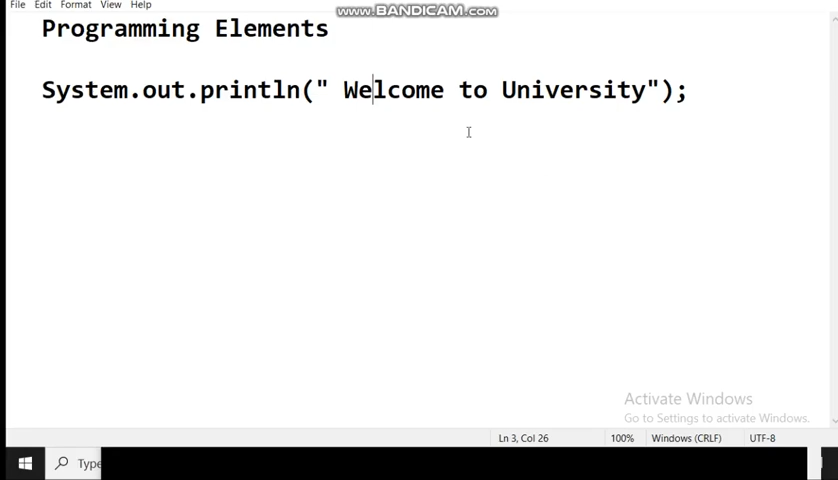 www.BANDICAM.com
File Edit Format View Help
Programming Elements
System.out.println(" Welcome to University");
Activate Windows
Go to Settings to activate Windows.
Ln 3, Col 26 100% Windows (CRLF) UTF-8
Type